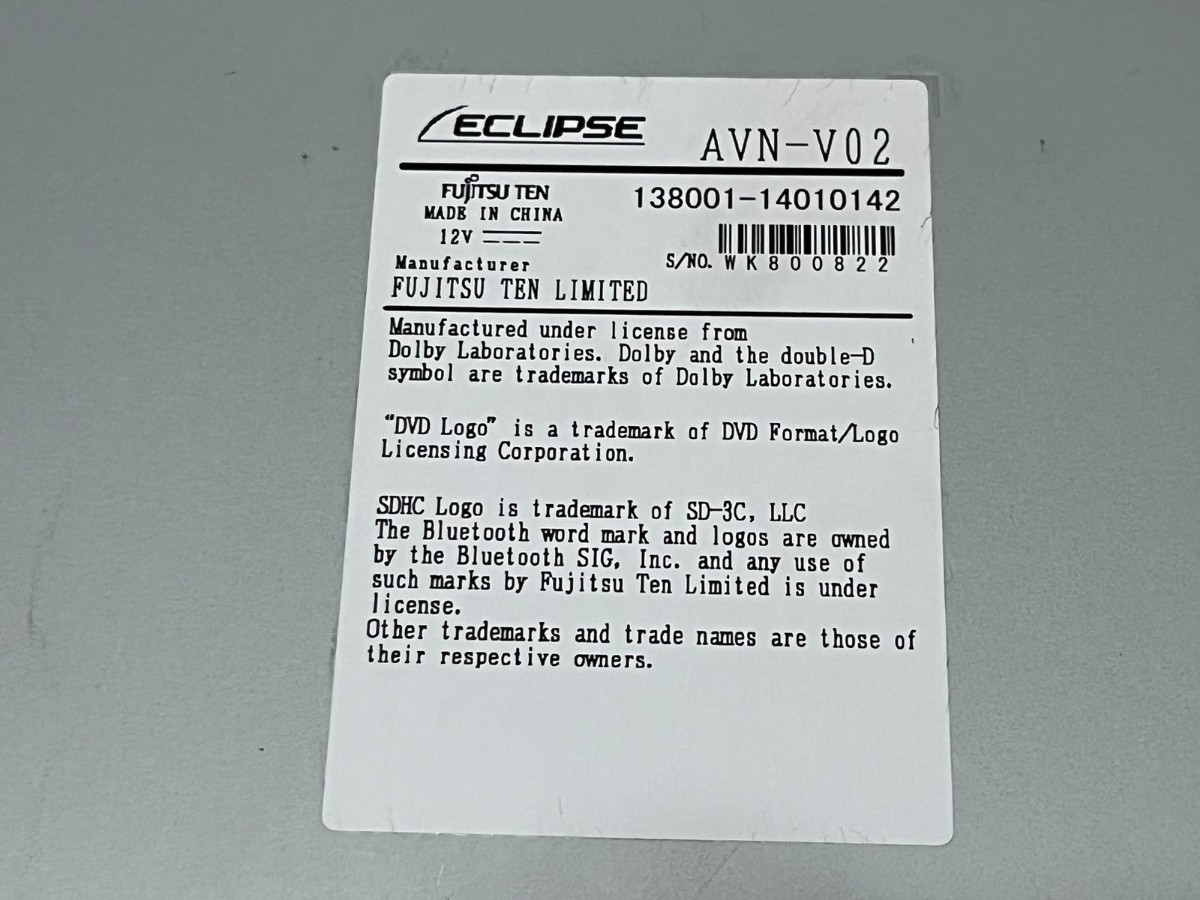 ECLIPSE AVN-V02
FUJITSU TEN 138001-14010142
MADE IN CHINA
12V
S/NO. WK800822
Manufacturer
FUJITSU TEN LIMITED
Manufactured under license from
Dolby Laboratories. Dolby and the double-D
symbol are trademarks of Dolby Laboratories.
“DVD Logo” is a trademark of DVD Format/Logo
Licensing Corporation.
SDHC Logo is trademark of SD-3C, LLC
The Bluetooth word mark and logos are owned
by the Bluetooth SIG, Inc. and any use of
such marks by Fujitsu Ten Limited is under
license.
Other trademarks and trade names are those of
their respective owners.